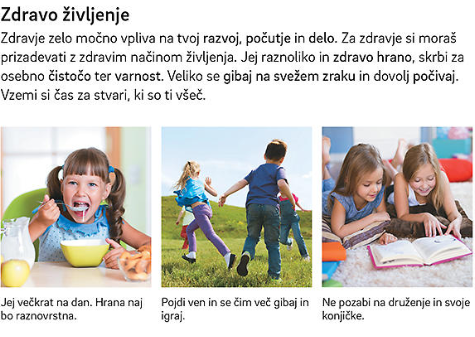 Zdravo življenje
Zdravje zelo močno vpliva na tvoj razvoj, počutje in delo. Za zdravje si moraš
prizadevati z zdravim načinom življenja. Jej raznoliko in zdravo hrano, skrbi za
osebno čistočo ter varnost. Veliko se gibaj na svežem zraku in dovolj počivaj.
Vzemi si čas za stvari, ki so ti všeč.
Jej večkrat na dan. Hrana naj
bo raznovrstna.
Pojdi ven in se čim več gibaj in
igraj.
Ne pozabi na druženje in svoje
konjičke.